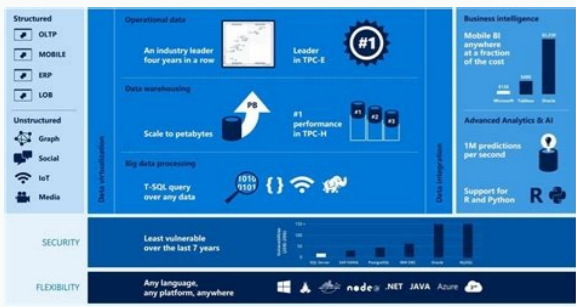 Structured
OLTP
MOBILE
ERP
LOB
Unstructured
Graph
Social
IoT
Media
Data virtualization
Operational data
An industry leader
four years in a row
Leader
in TPC-E
#1
Data warehousing
Scale to petabytes
PB
#1
performance
in TPC-H
#1
#2
#3
Big data processing
T-SQL query
over any data
1010
0101
{ }
Data integration
Business intelligence
Mobile BI
anywhere
at a fraction
of the cost
Microsoft
Tableau
Oracle
Advanced Analytics & AI
1M predictions
per second
Support for
R and Python
R
SECURITY
Least vulnerable
over the last 7 years
SQL Server
PostgreSQL
Oracle
MySQL
FLEXIBILITY
Any language,
any platform, anywhere
node
.NET
JAVA
Azure